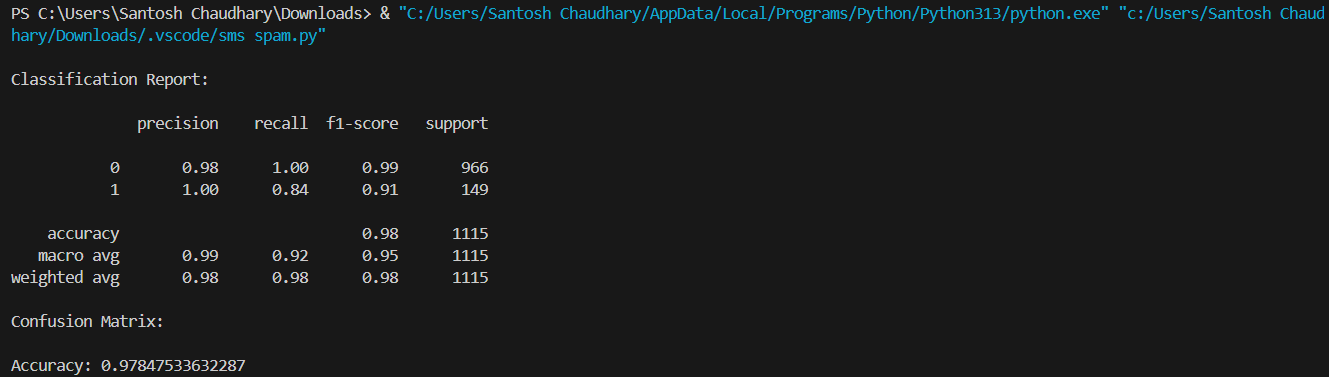 PS C:\Users\Santosh Chaudhary\Downloads> & "C:/Users/Santosh Chaudhary/AppData/Local/Programs/Python/Python313/python.exe" "c:/Users/Santosh Chaud
hary/Downloads/.vscode/sms spam.py"
Classification Report:
precision recall f1-score support
0 0.98 1.00 0.99 966
1 1.00 0.84 0.91 149
accuracy 0.98 1115
macro avg 0.99 0.92 0.95 1115
weighted avg 0.98 0.98 0.98 1115
Confusion Matrix:
Accuracy: 0.97847533632287